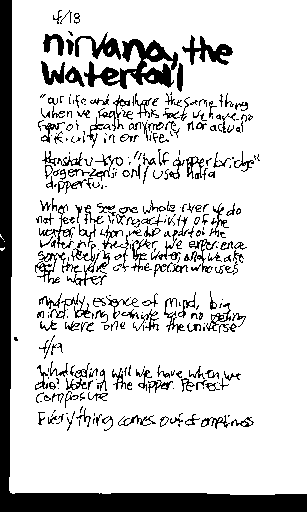 4/18
nirvana, the
waterfall
"our life and death are the same thing
when we realize this fact we have no
fear of death anymore, nor actual
difficulty in our life."
kyo: "half dipper bridge"
Dogen-zenji only used half a
dipperful.
When we see one whole river we do
not feel the living activity of the
water, but when we dip a part of the
water into the dipper, we experience
some feeling of the water, and we also
feel the value of the person who uses
the water
mind-only, essence of mind, big
mind. being because had no feeling
we were one with the universe
4/19
What feeling will we have when we
die? Water in the dipper. Perfect
composure
Everything comes out of emptiness